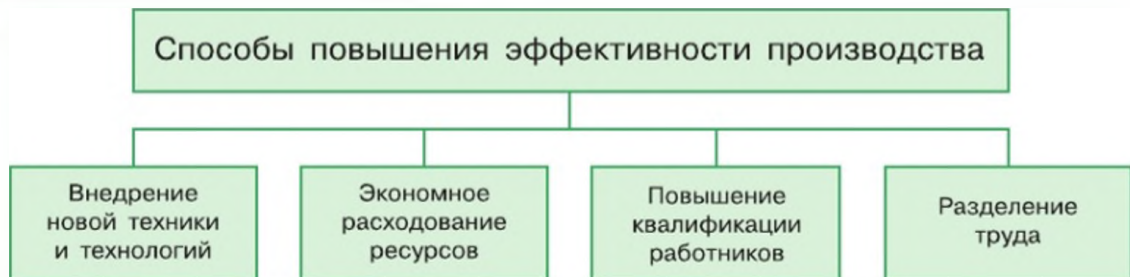 Способы повышения эффективности производства
Внедрение
новой техники
и технологий
Экономное
расходование
ресурсов
Повышение
квалификации
работников
Разделение
труда